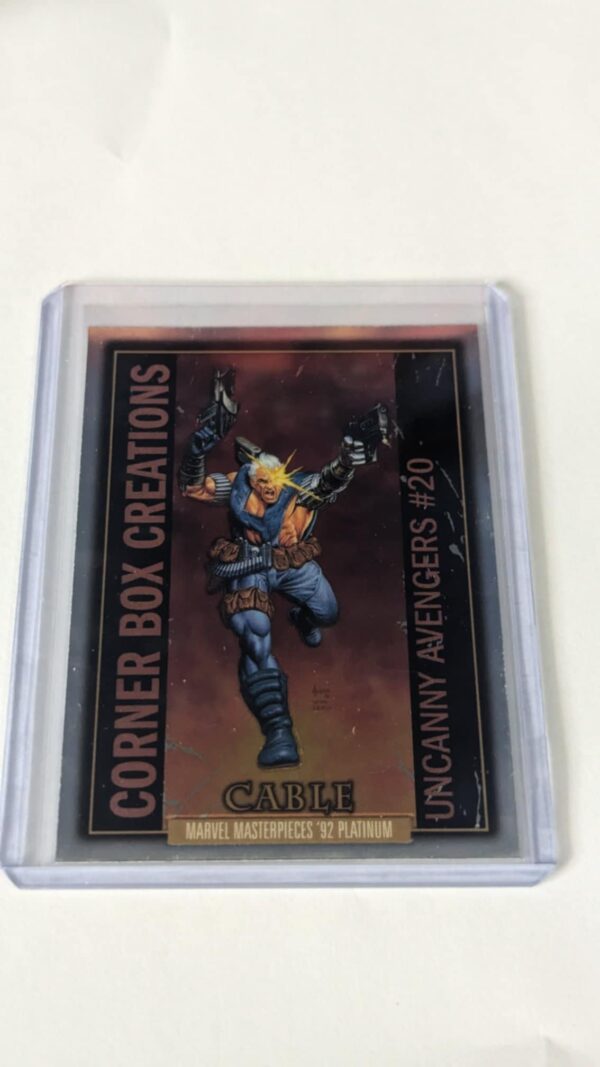 CORNER BOX CREATIONS
UNCANNY AVENGERS #20
CABLE
MARVEL MASTERPIECES '92 PLATINUM